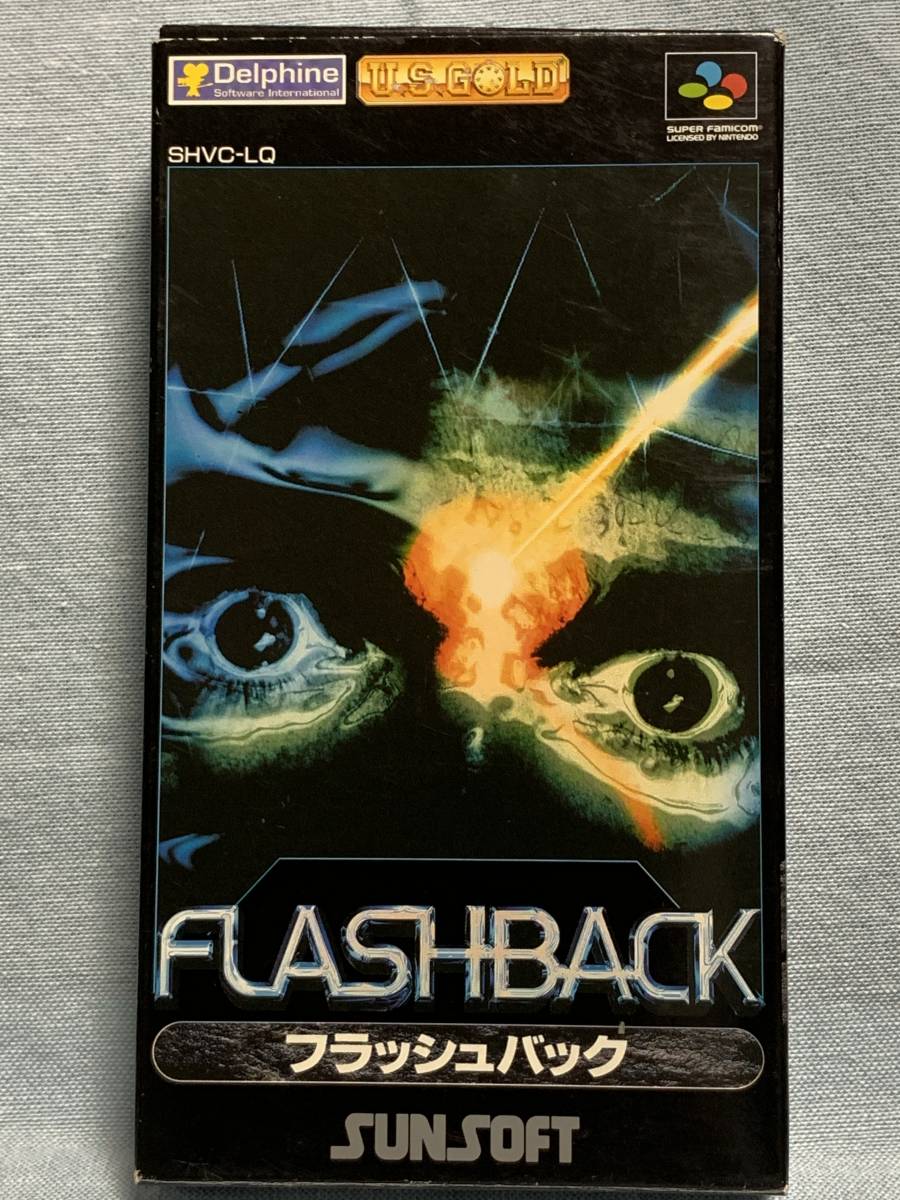 Delphine
Software International
U.S. GOLD
SUPER FAMICOM®
LICENSED BY NINTENDO
SHVC-LQ
FLASHBACK
フラッシュバック
SUNSOFT